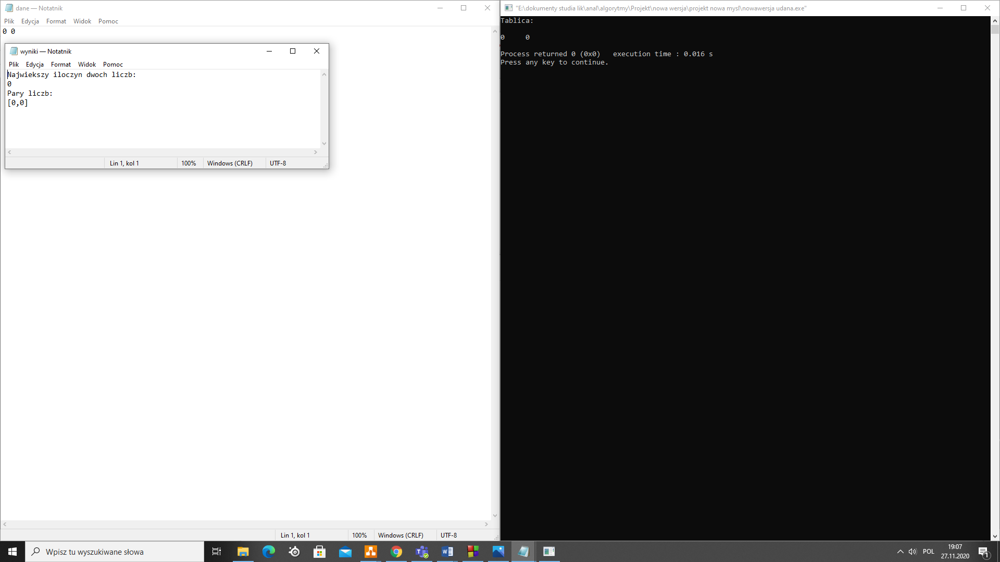 dane — Notatnik
Plik Edycja Format Widok Pomoc
0 0
wyniki — Notatnik
Plik Edycja Format Widok Pomoc
Najwiekszy iloczyn dwoch liczb:
0
Pary liczb:
[0,0]
Lin 1, kol 1 100% Windows (CRLF) UTF-8
Lin 1, kol 1 100% Windows (CRLF) UTF-8
"E:\dokumenty studia lik\anal\algorytmy\Projekt\nowa wersja\projekt nowa mysl\nowawersja udana.exe"
Tablica:
0 0
Process returned 0 (0x0) execution time : 0.016 s
Press any key to continue.
Wpisz tu wyszukiwane słowa
POL
19:07
27.11.2020
1